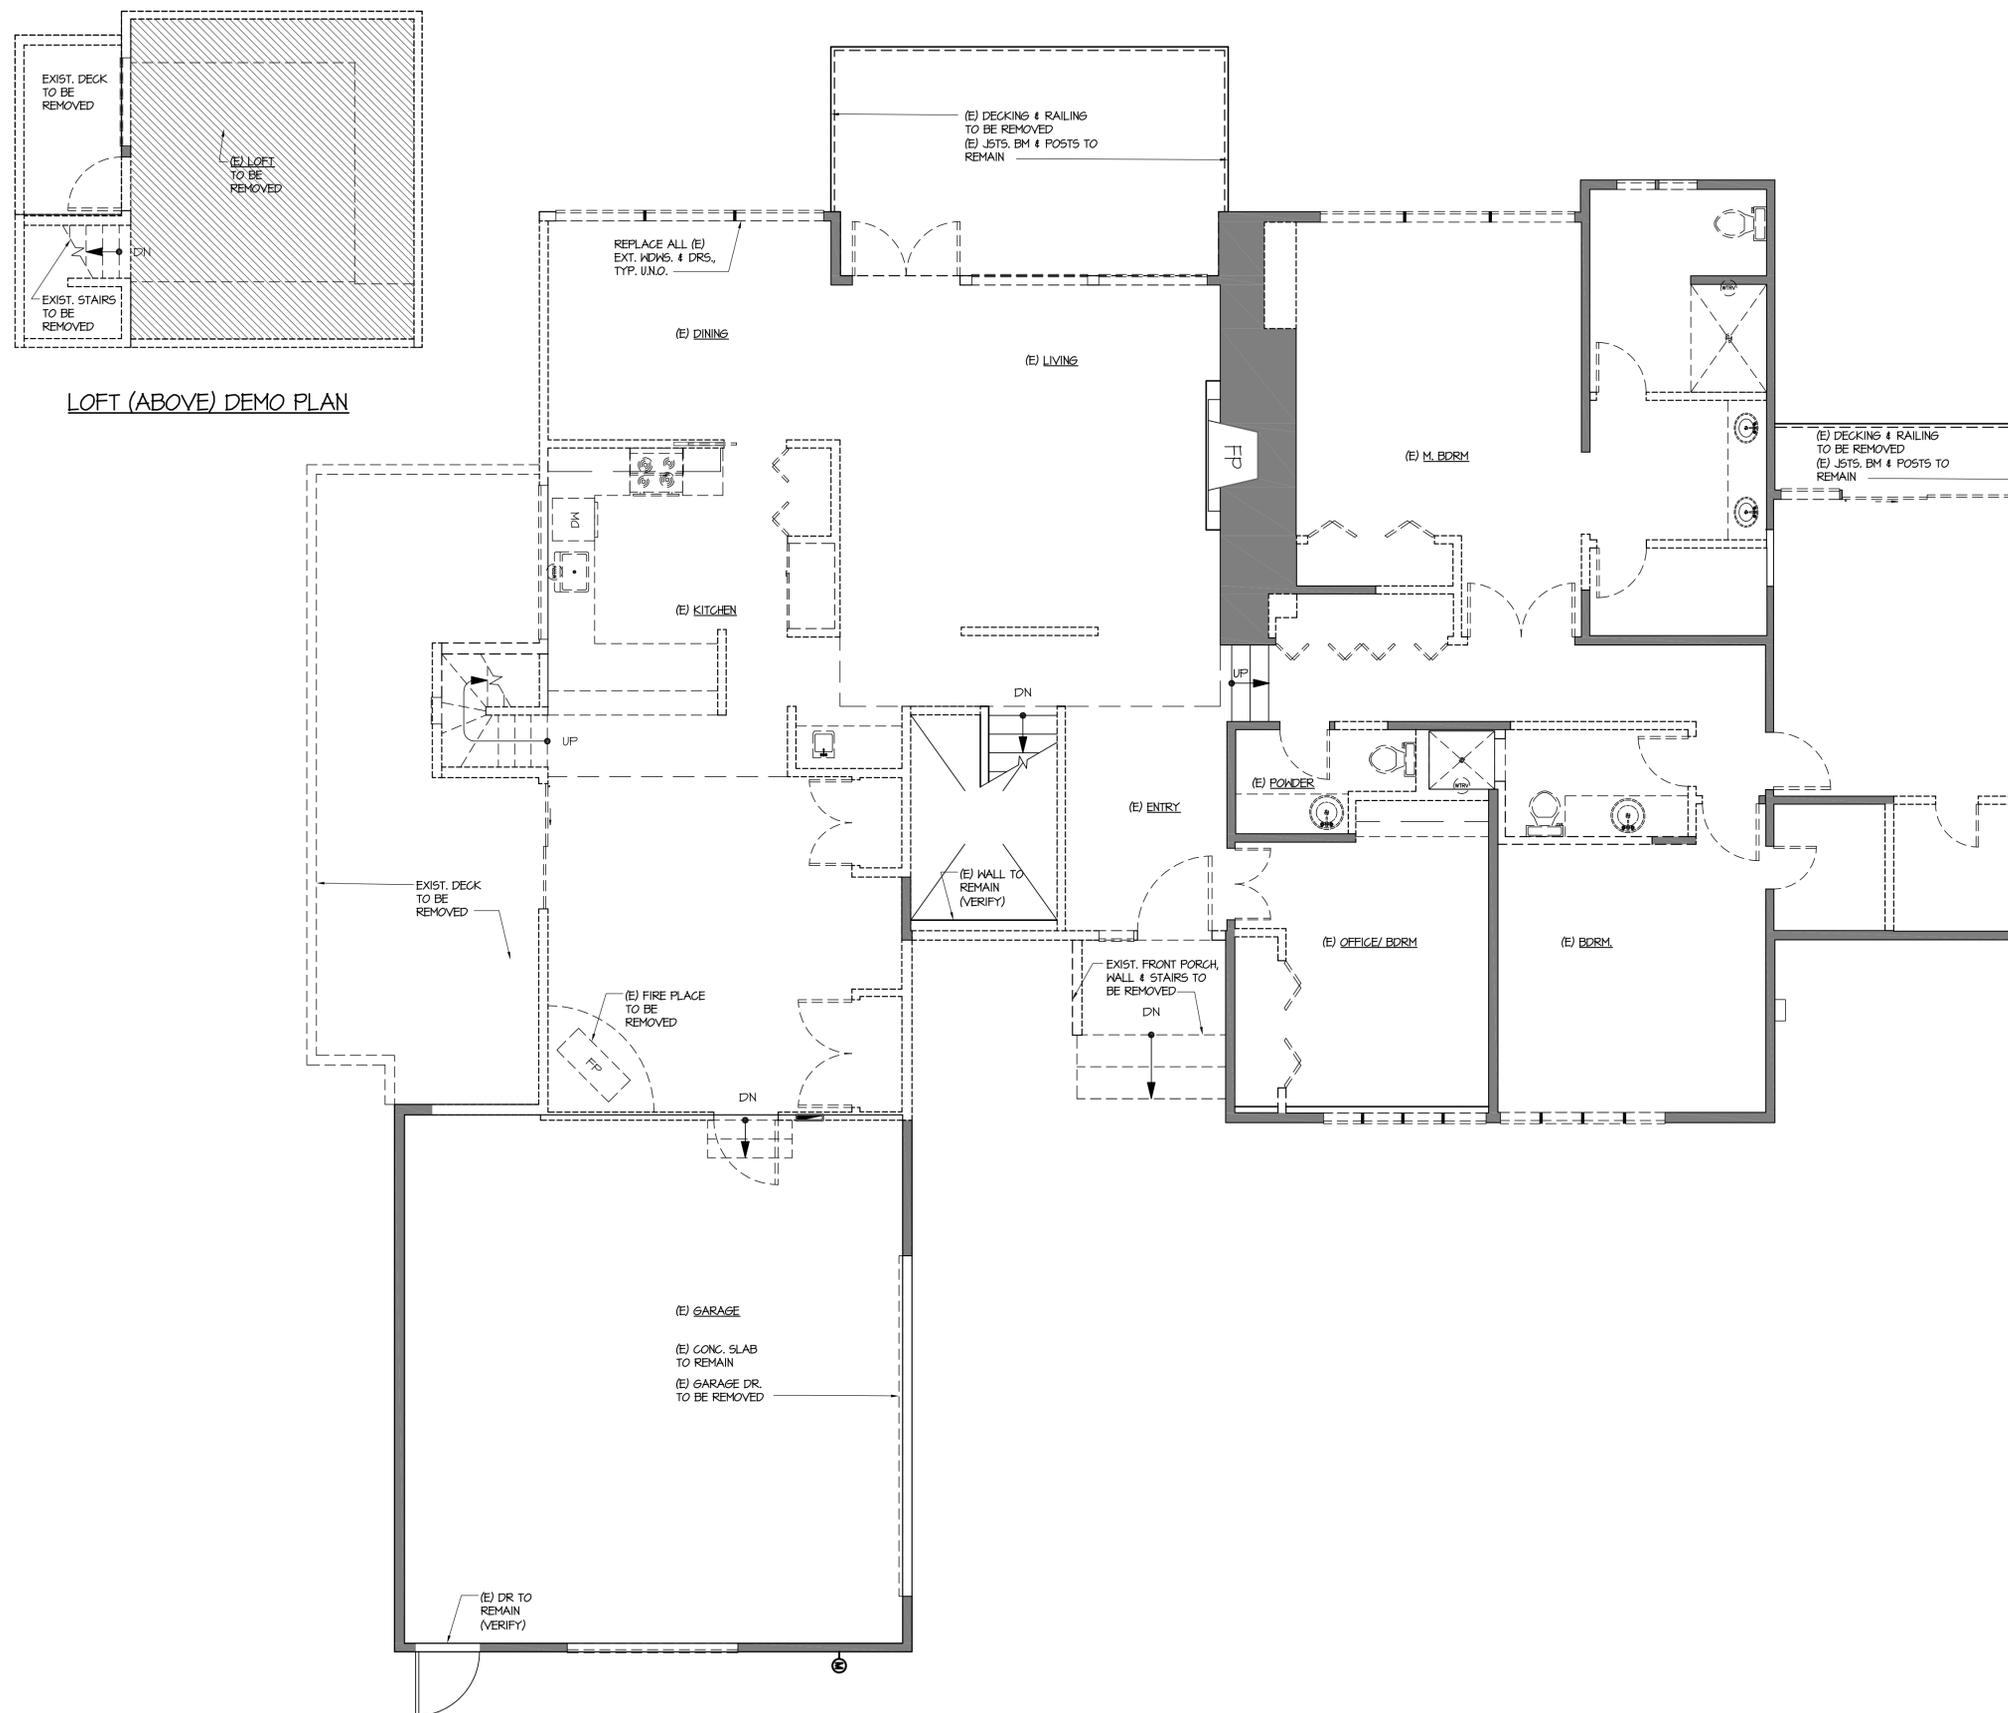 EXIST. DECK
TO BE
REMOVED
(E) LOFT
TO BE
REMOVED
DN
EXIST. STAIRS
TO BE
REMOVED
LOFT (ABOVE) DEMO PLAN
(E) DECKING & RAILING
TO BE REMOVED
(E) JSTS. BM & POSTS TO
REMAIN
REPLACE ALL (E)
EXT. WDWS. & DRS.,
TYP. U.N.O.
(E) DINING
(E) LIVING
FP
(E) M. BDRM
(E) DECKING & RAILING
TO BE REMOVED
(E) JSTS. BM & POSTS TO
REMAIN
(E) KITCHEN
UP
UP
DN
(E) POWDER
(E) ENTRY
(E) WALL TO
REMAIN
(VERIFY)
EXIST. DECK
TO BE
REMOVED
(E) OFFICE/ BDRM
(E) BDRM.
EXIST. FRONT PORCH,
WALL & STAIRS TO
BE REMOVED
DN
(E) FIRE PLACE
TO BE
REMOVED
FP
DN
(E) GARAGE
(E) CONC. SLAB
TO REMAIN
(E) GARAGE DR.
TO BE REMOVED
(E) DR TO
REMAIN
(VERIFY)
M